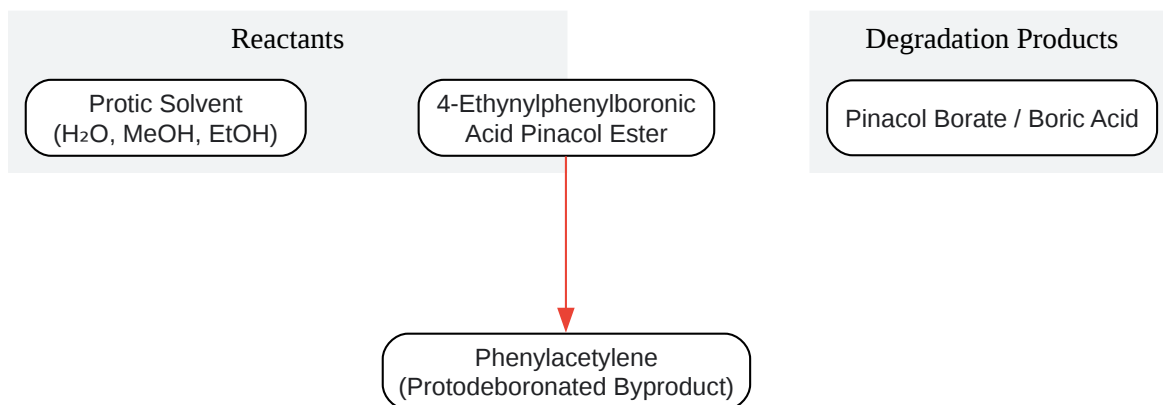 Reactants
Degradation Products
Protic Solvent
(H₂O, MeOH, EtOH)
4-Ethynylphenylboronic
Acid Pinacol Ester
Pinacol Borate / Boric Acid
Phenylacetylene
(Protodeboronated Byproduct)